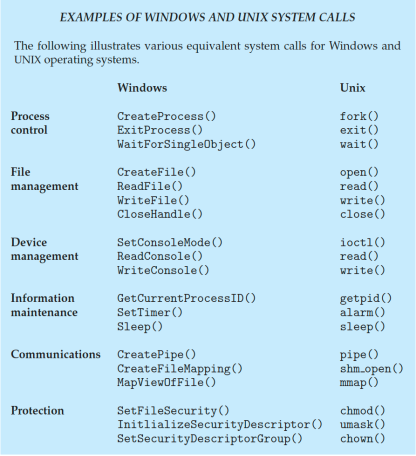 EXAMPLES OF WINDOWS AND UNIX SYSTEM CALLS
The following illustrates various equivalent system calls for Windows and
UNIX operating systems.
Windows Unix
Process CreateProcess() fork()
control ExitProcess() exit()
WaitForSingleObject() wait()
File CreateFile() open()
management ReadFile() read()
WriteFile() write()
CloseHandle() close()
Device SetConsoleMode() ioctl()
management ReadConsole() read()
WriteConsole() write()
Information GetCurrentProcessID() getpid()
maintenance SetTimer() alarm()
Sleep() sleep()
Communications CreatePipe() pipe()
CreateFileMapping() shm_open()
MapViewOfFile() mmap()
Protection SetFileSecurity() chmod()
InitlializeSecurityDescriptor() umask()
SetSecurityDescriptorGroup() chown()